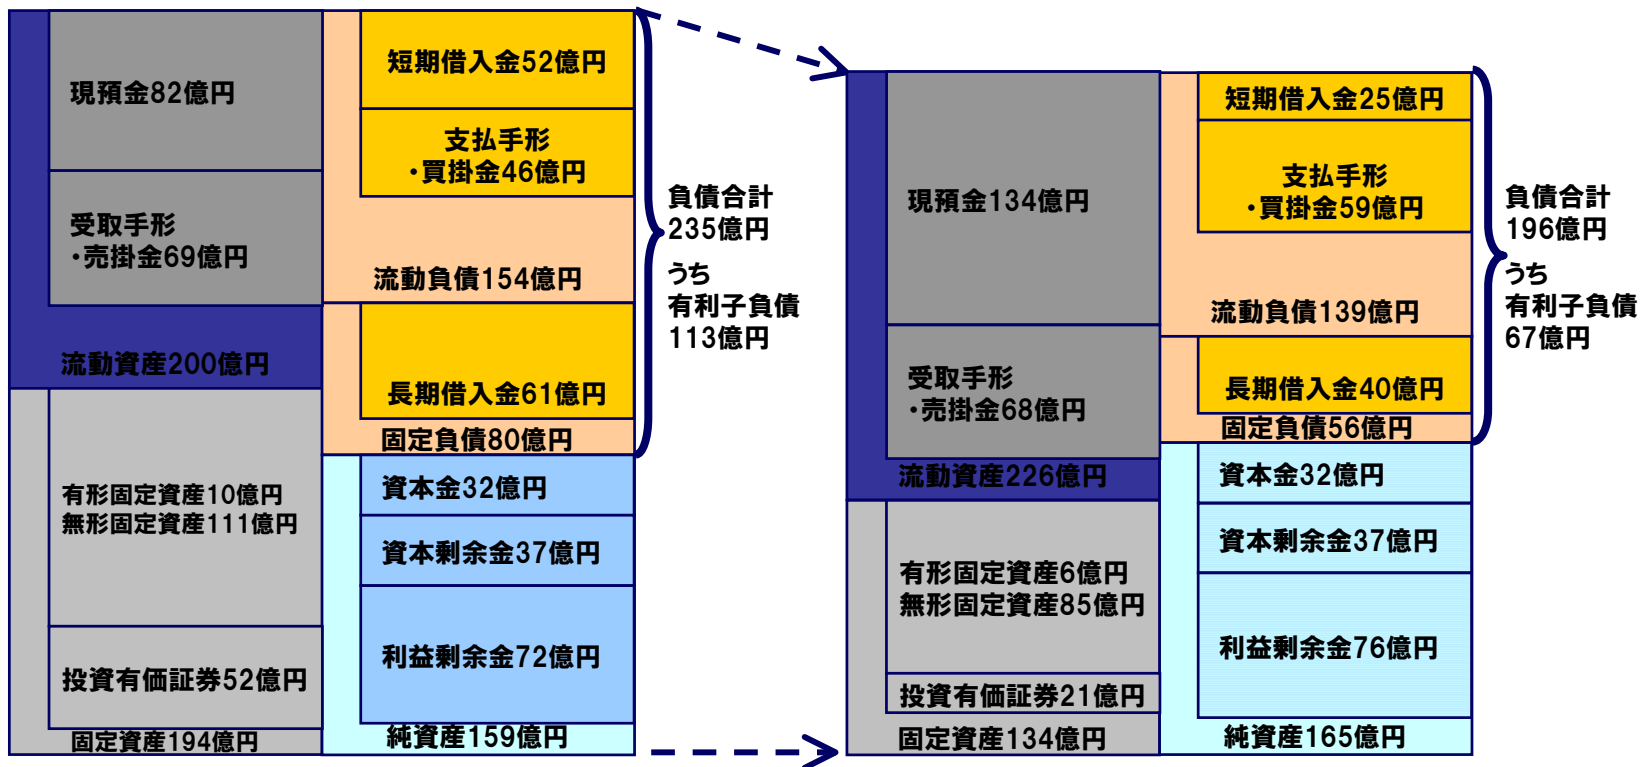 現預金82億円
受取手形
・売掛金69億円
流動資産200億円
有形固定資産10億円
無形固定資産111億円
投資有価証券52億円
固定資産194億円
短期借入金52億円
支払手形
・買掛金46億円
流動負債154億円
長期借入金61億円
固定負債80億円
資本金32億円
資本剰余金37億円
利益剰余金72億円
純資産159億円
負債合計
235億円
うち
有利子負債
113億円
現預金134億円
受取手形
・売掛金68億円
流動資産226億円
有形固定資産6億円
無形固定資産85億円
投資有価証券21億円
固定資産134億円
短期借入金25億円
支払手形
・買掛金59億円
流動負債139億円
長期借入金40億円
固定負債56億円
資本金32億円
資本剰余金37億円
利益剰余金76億円
純資産165億円
負債合計
196億円
うち
有利子負債
67億円